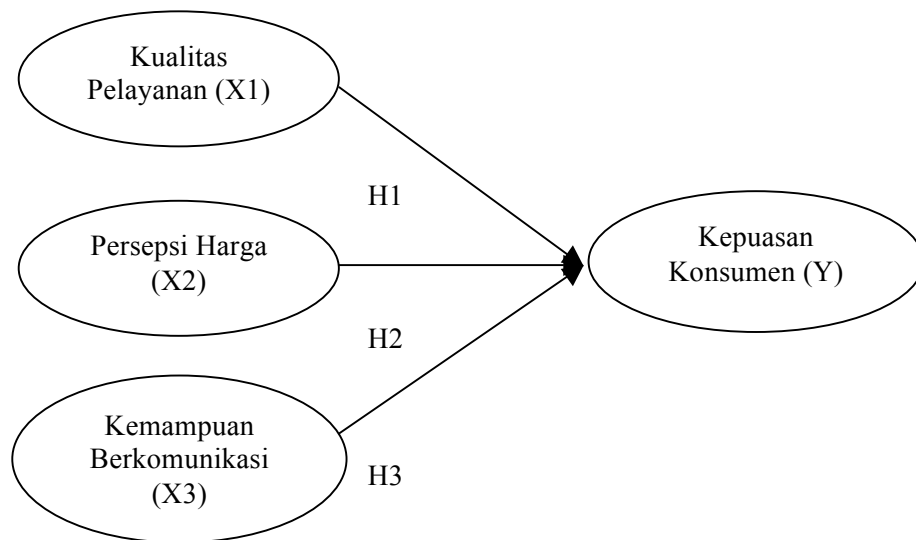 Kualitas
Pelayanan (X1)
H1
Persepsi Harga
(X2)
Kepuasan
Konsumen (Y)
H2
Kemampuan
Berkomunikasi
(X3)
H3